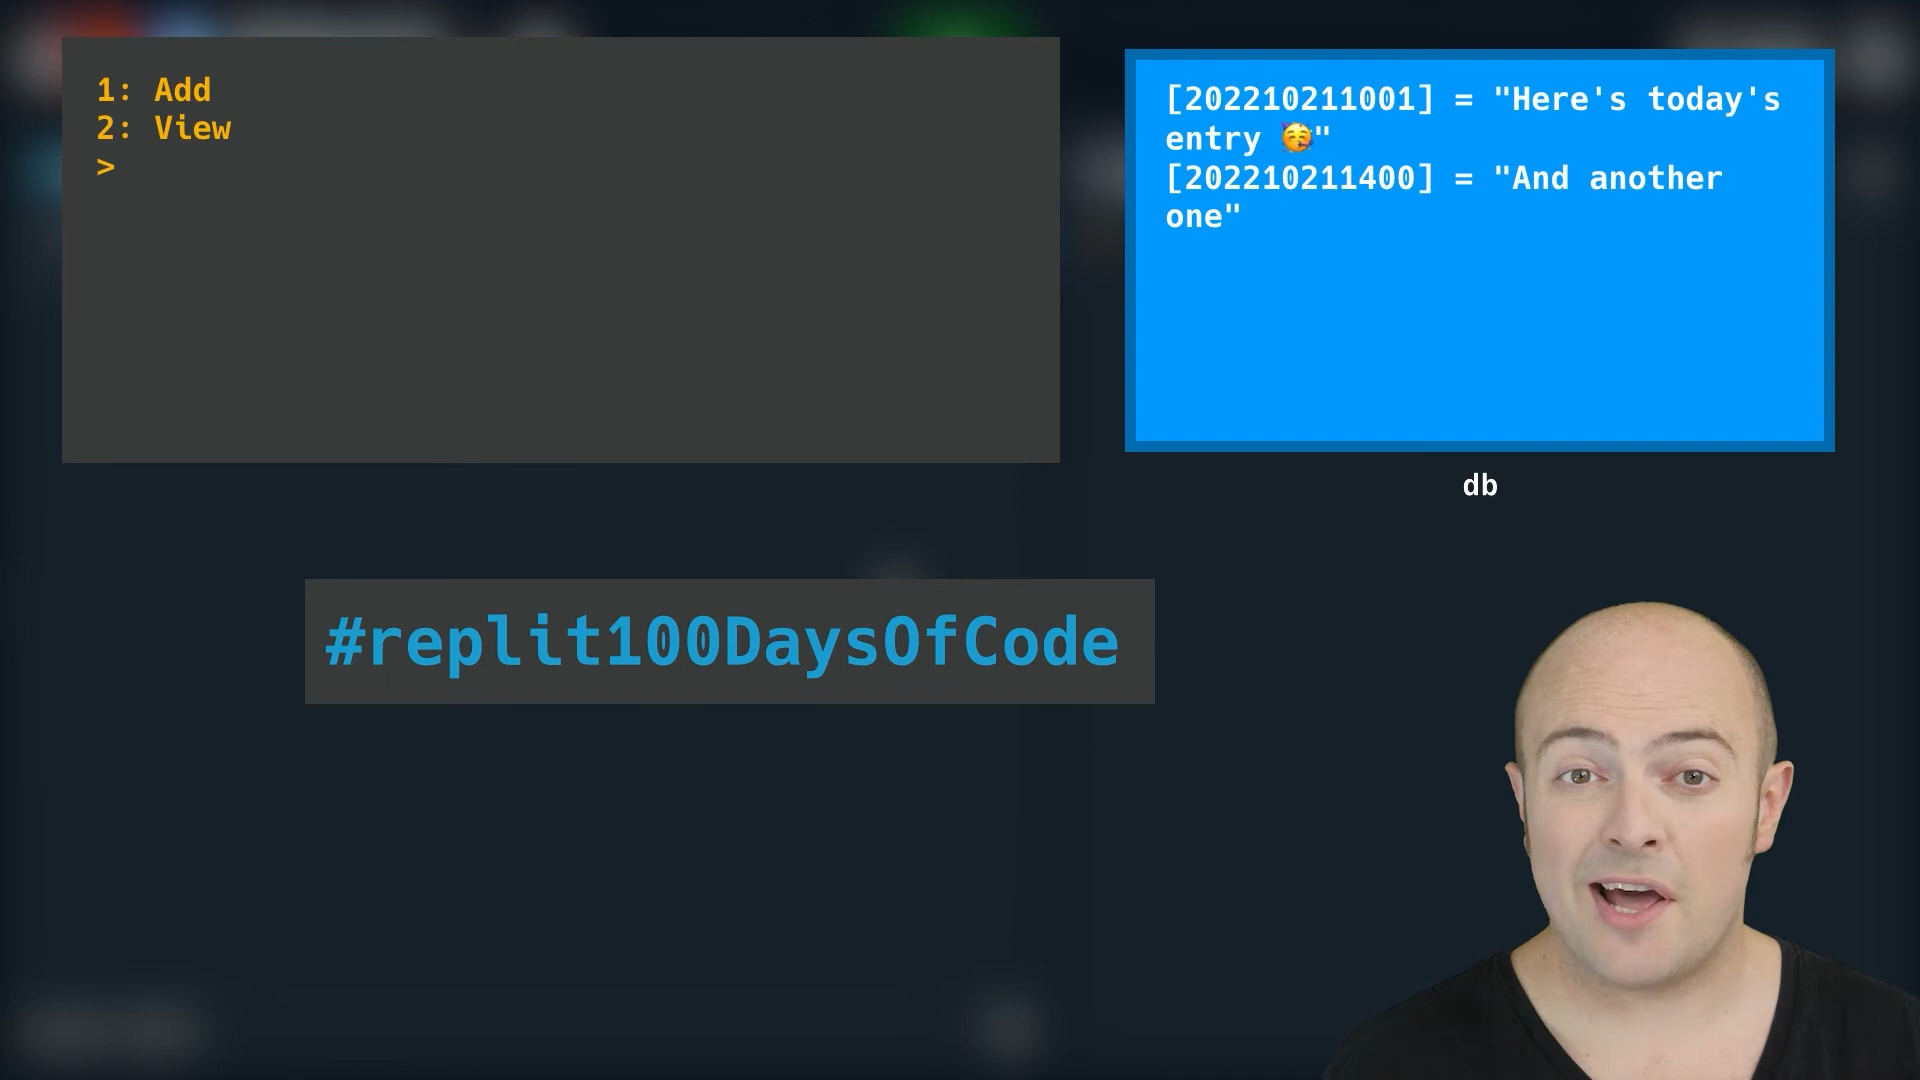 1: Add
2: View
>
[202210211001] = "Here's today's
entry 🥳"
[202210211400] = "And another
one"
db
#replit100DaysOfCode